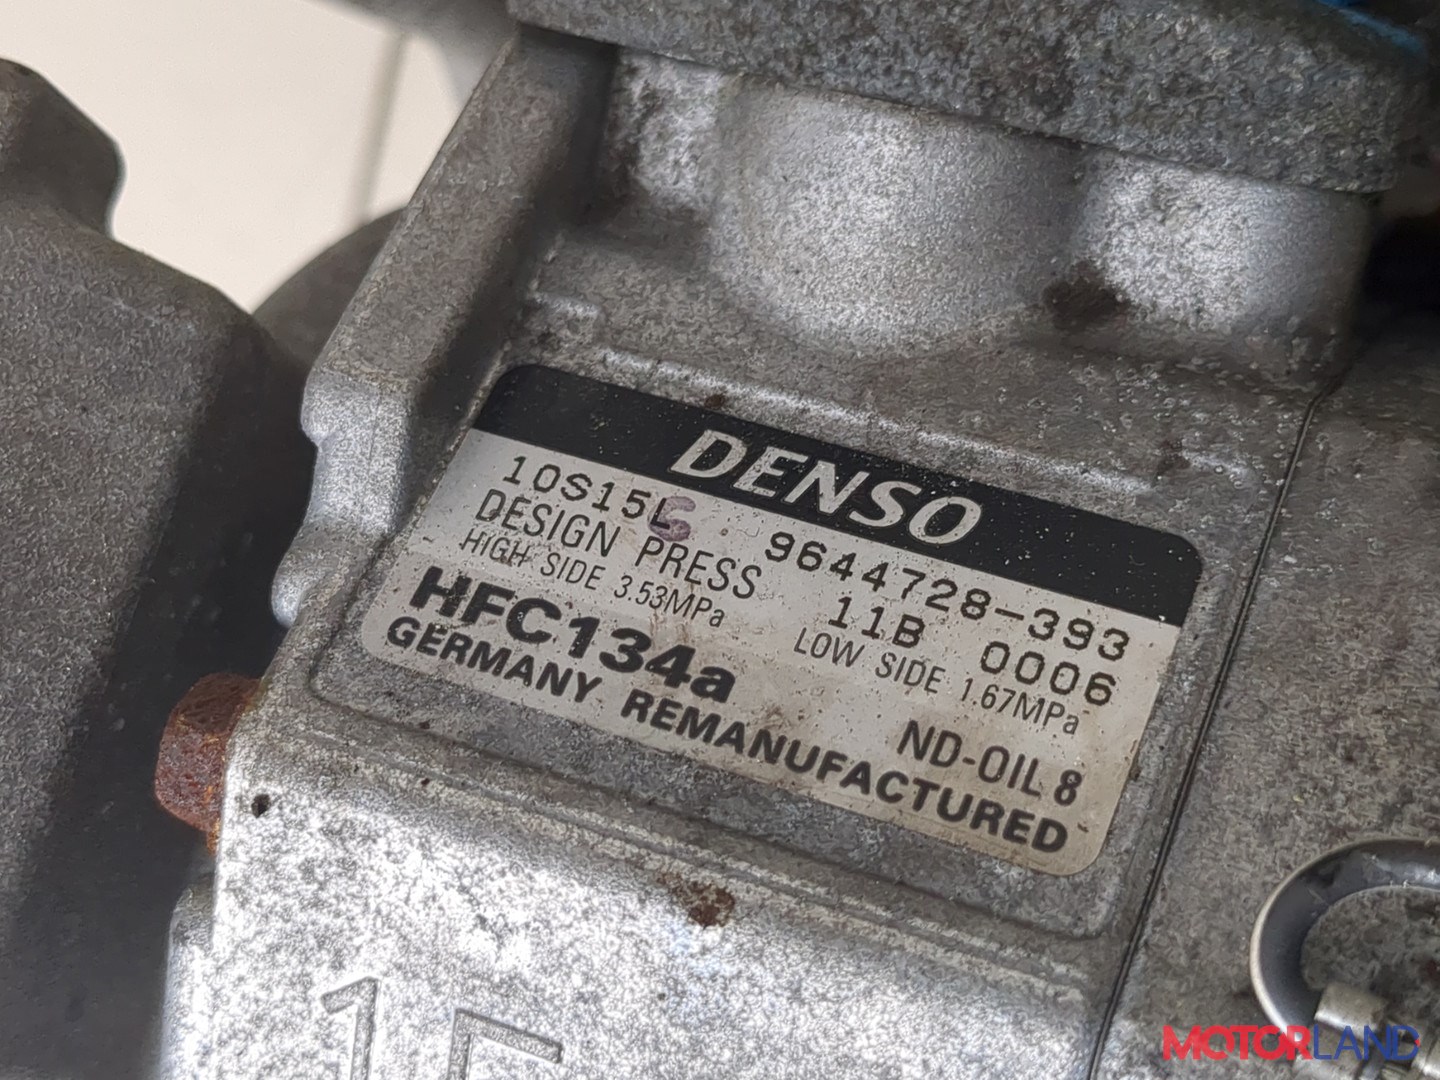 DENSO
10S15L 9644728-393
DESIGN PRESS 11B 0006
HIGH SIDE 3.53MPa LOW SIDE 1.67MPa
HFC134a ND-OIL 8
GERMANY REMANUFACTURED
15
MOTORLAND